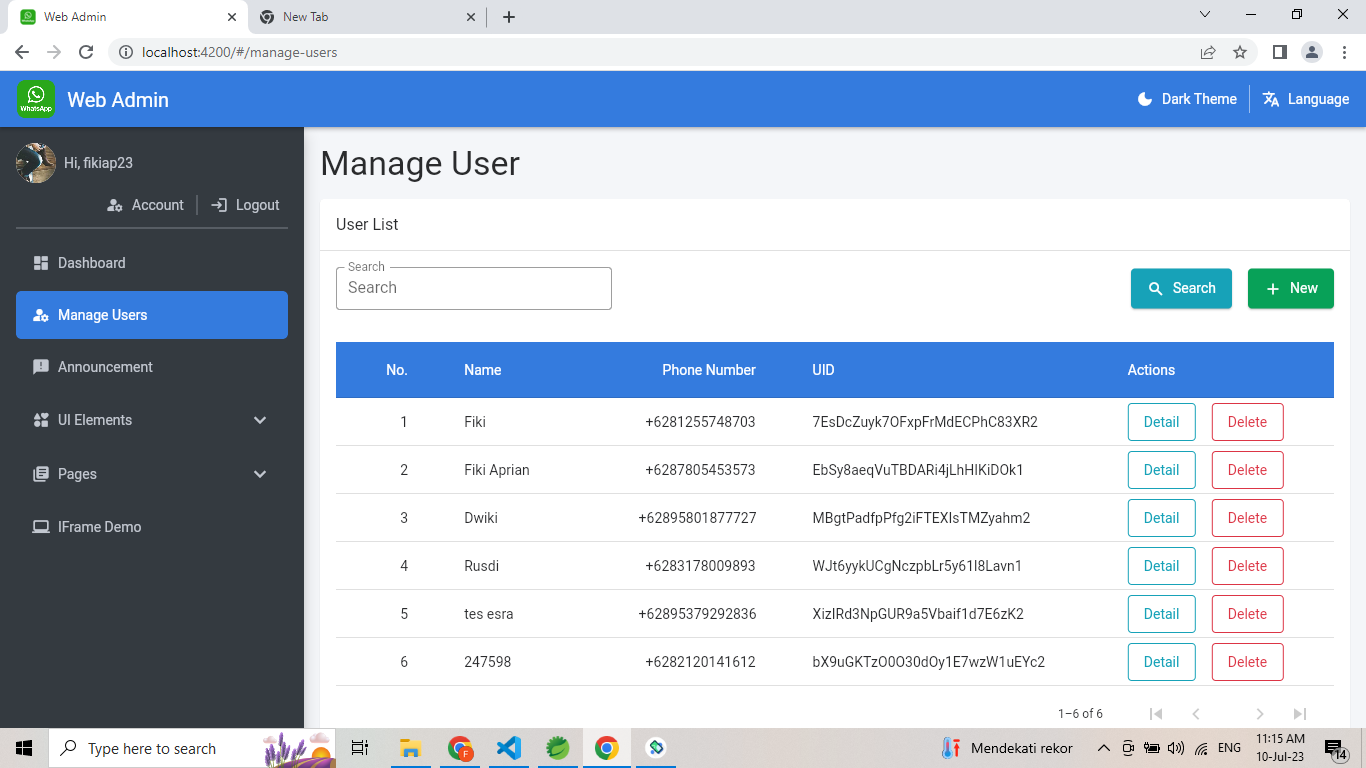 Web Admin
New Tab
localhost:4200/#/manage-users
WhatsApp
Web Admin
Dark Theme
Language
Hi, fikiap23
Account
Logout
Dashboard
Manage Users
Announcement
UI Elements
Pages
IFrame Demo
Manage User
User List
Search
Search
Search
New
No. Name Phone Number UID Actions
1 Fiki +6281255748703 7EsDcZuyk7OFxpFrMdECPhC83XR2 Detail Delete
2 Fiki Aprian +6287805453573 EbSy8aeqVuTBDARi4jLhHIKiDOk1 Detail Delete
3 Dwiki +62895801877727 MBgtPadfpPfg2iFTEXIsTMZyahm2 Detail Delete
4 Rusdi +6283178009893 WJt6yykUCgNczpbLr5y61I8Lavn1 Detail Delete
5 tes esra +62895379292836 XizIRd3NpGUR9a5Vbaif1d7E6zK2 Detail Delete
6 247598 +6282120141612 bX9uGKTzO0O30dOy1E7wzW1uEYc2 Detail Delete
1–6 of 6
Type here to search
F
Mendekati rekor
ENG
11:15 AM
10-Jul-23
14